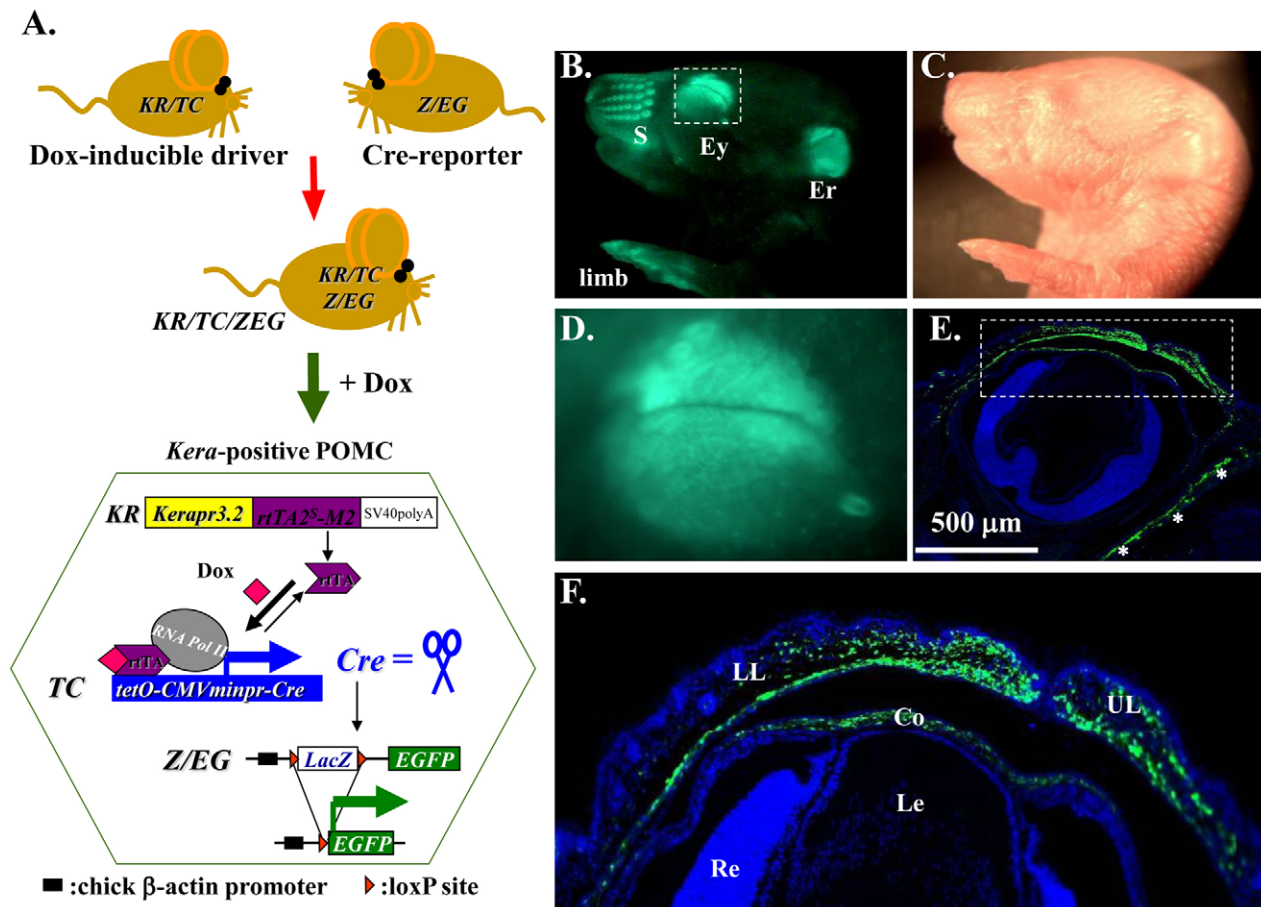 A.
KR/TC
Z/EG
Dox-inducible driver
Cre-reporter
KR/TC
Z/EG
KR/TC/ZEG
+ Dox
Kera-positive POMC
KR
Kerapr3.2
rtTA2S-M2
SV40polyA
Dox
rtTA
RNA Pol II
rtTA
Cre =
TC
tetO-CMVminpr-Cre
Z/EG
LacZ
EGFP
EGFP
:chick β-actin promoter
:loxP site
B.
S
Ey
Er
limb
C.
D.
E.
500 µm
*
*
*
F.
LL
UL
Co
Le
Re